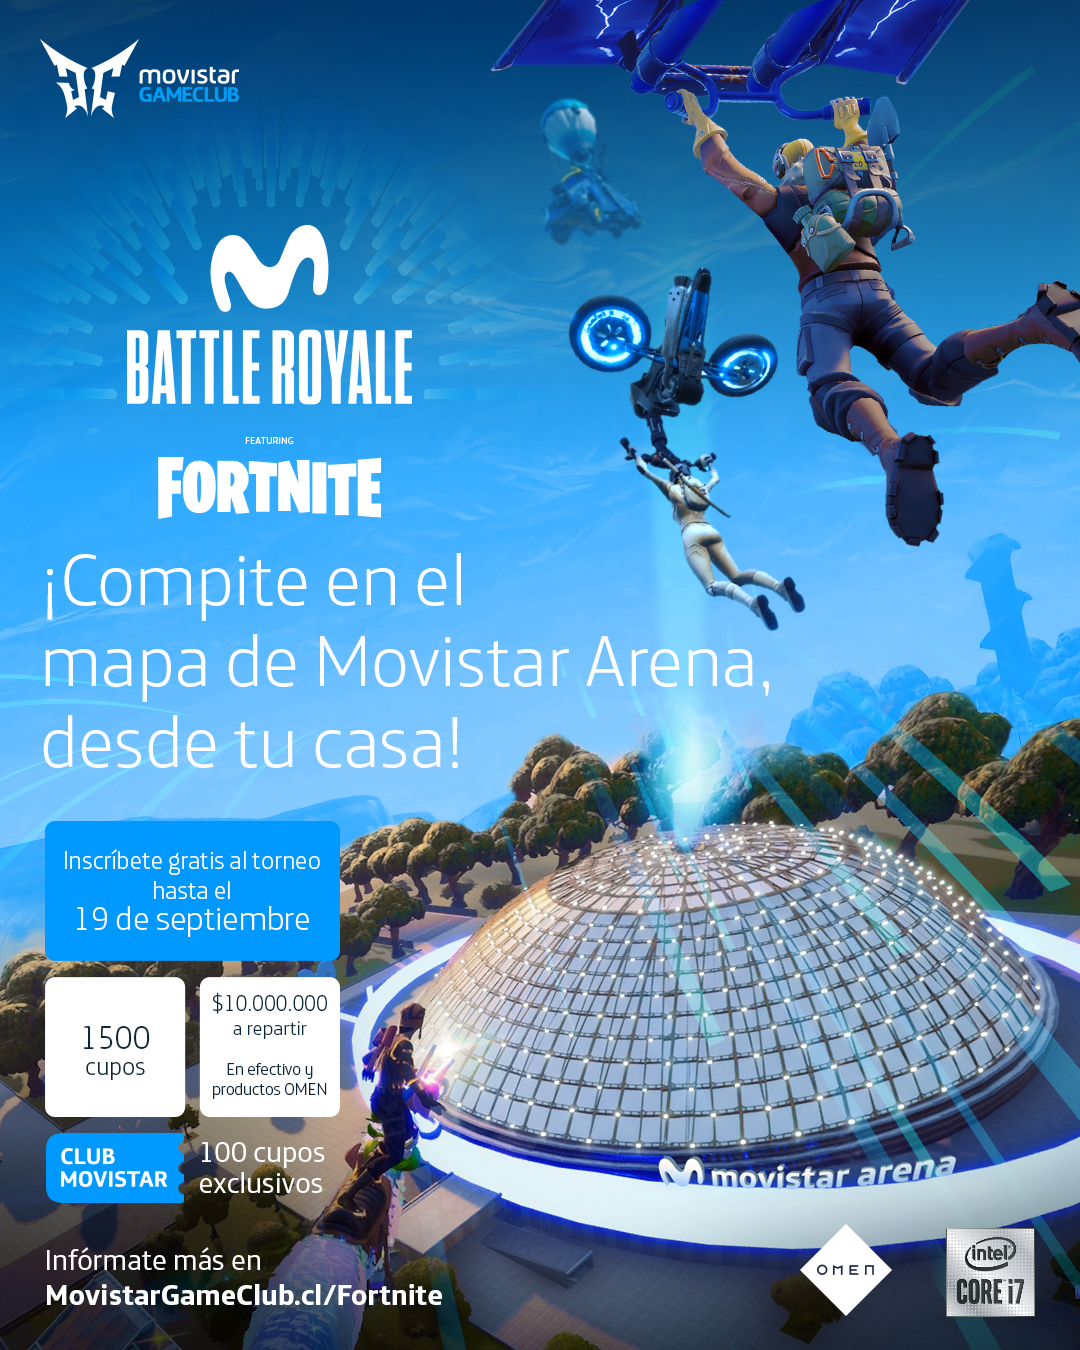 movistar
GAMECLUB
BATTLE ROYALE
FEATURING
FORTNITE
¡Compite en el
mapa de Movistar Arena,
desde tu casa!
Inscríbete gratis al torneo
hasta el
19 de septiembre
1500
cupos
$10.000.000
a repartir
En efectivo y
productos OMEN
CLUB
MOVISTAR
100 cupos
exclusivos
movistar arena
Infórmate más en
MovistarGameClub.cl/Fortnite
OMEN
intel
CORE i7